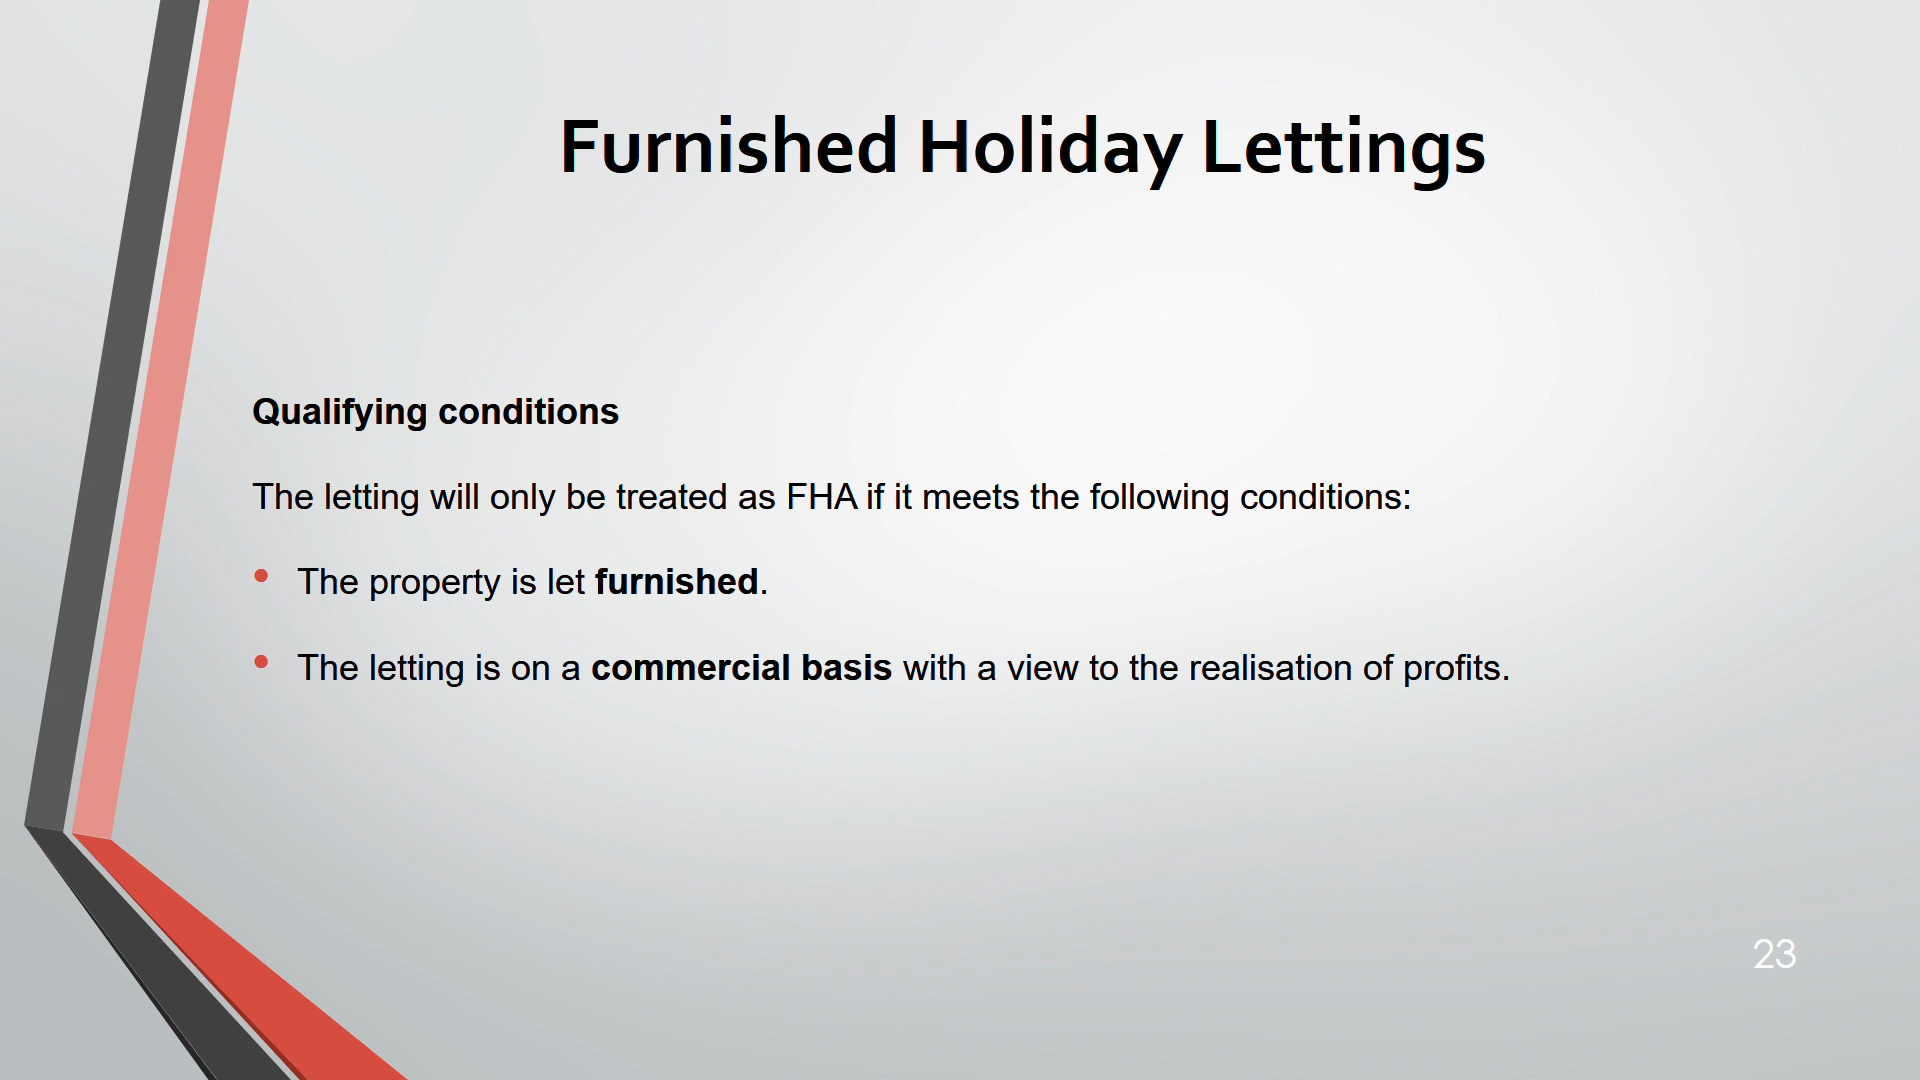 Furnished Holiday Lettings
Qualifying conditions
The letting will only be treated as FHA if it meets the following conditions:
• The property is let furnished.
• The letting is on a commercial basis with a view to the realisation of profits.
23